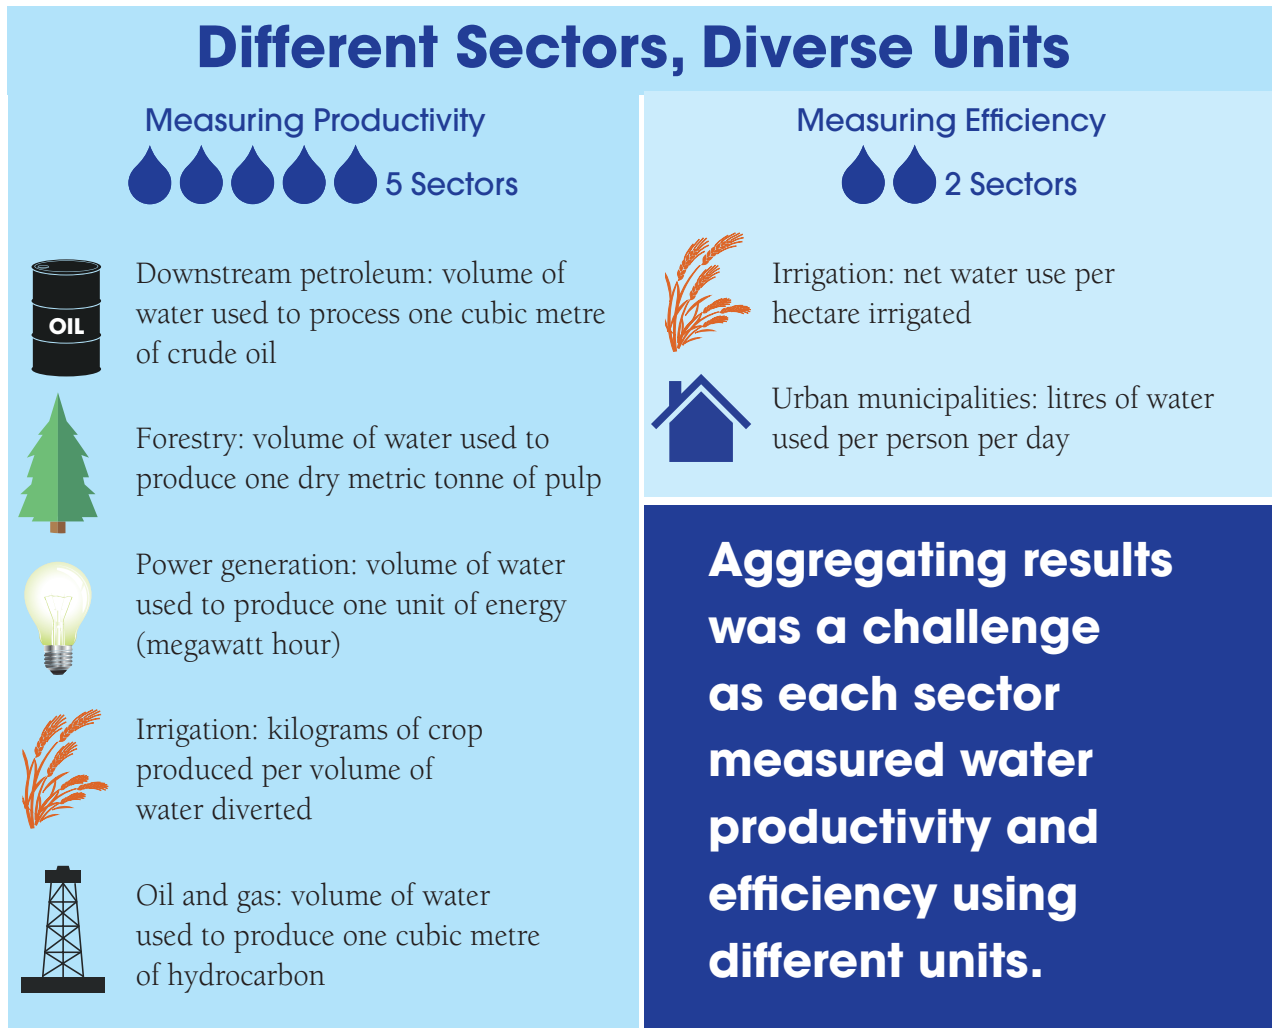 Different Sectors, Diverse Units
Measuring Productivity
5 Sectors
OIL
Downstream petroleum: volume of
water used to process one cubic metre
of crude oil
Forestry: volume of water used to
produce one dry metric tonne of pulp
Power generation: volume of water
used to produce one unit of energy
(megawatt hour)
Irrigation: kilograms of crop
produced per volume of
water diverted
Oil and gas: volume of water
used to produce one cubic metre
of hydrocarbon
Measuring Efficiency
2 Sectors
Irrigation: net water use per
hectare irrigated
Urban municipalities: litres of water
used per person per day
Aggregating results
was a challenge
as each sector
measured water
productivity and
efficiency using
different units.